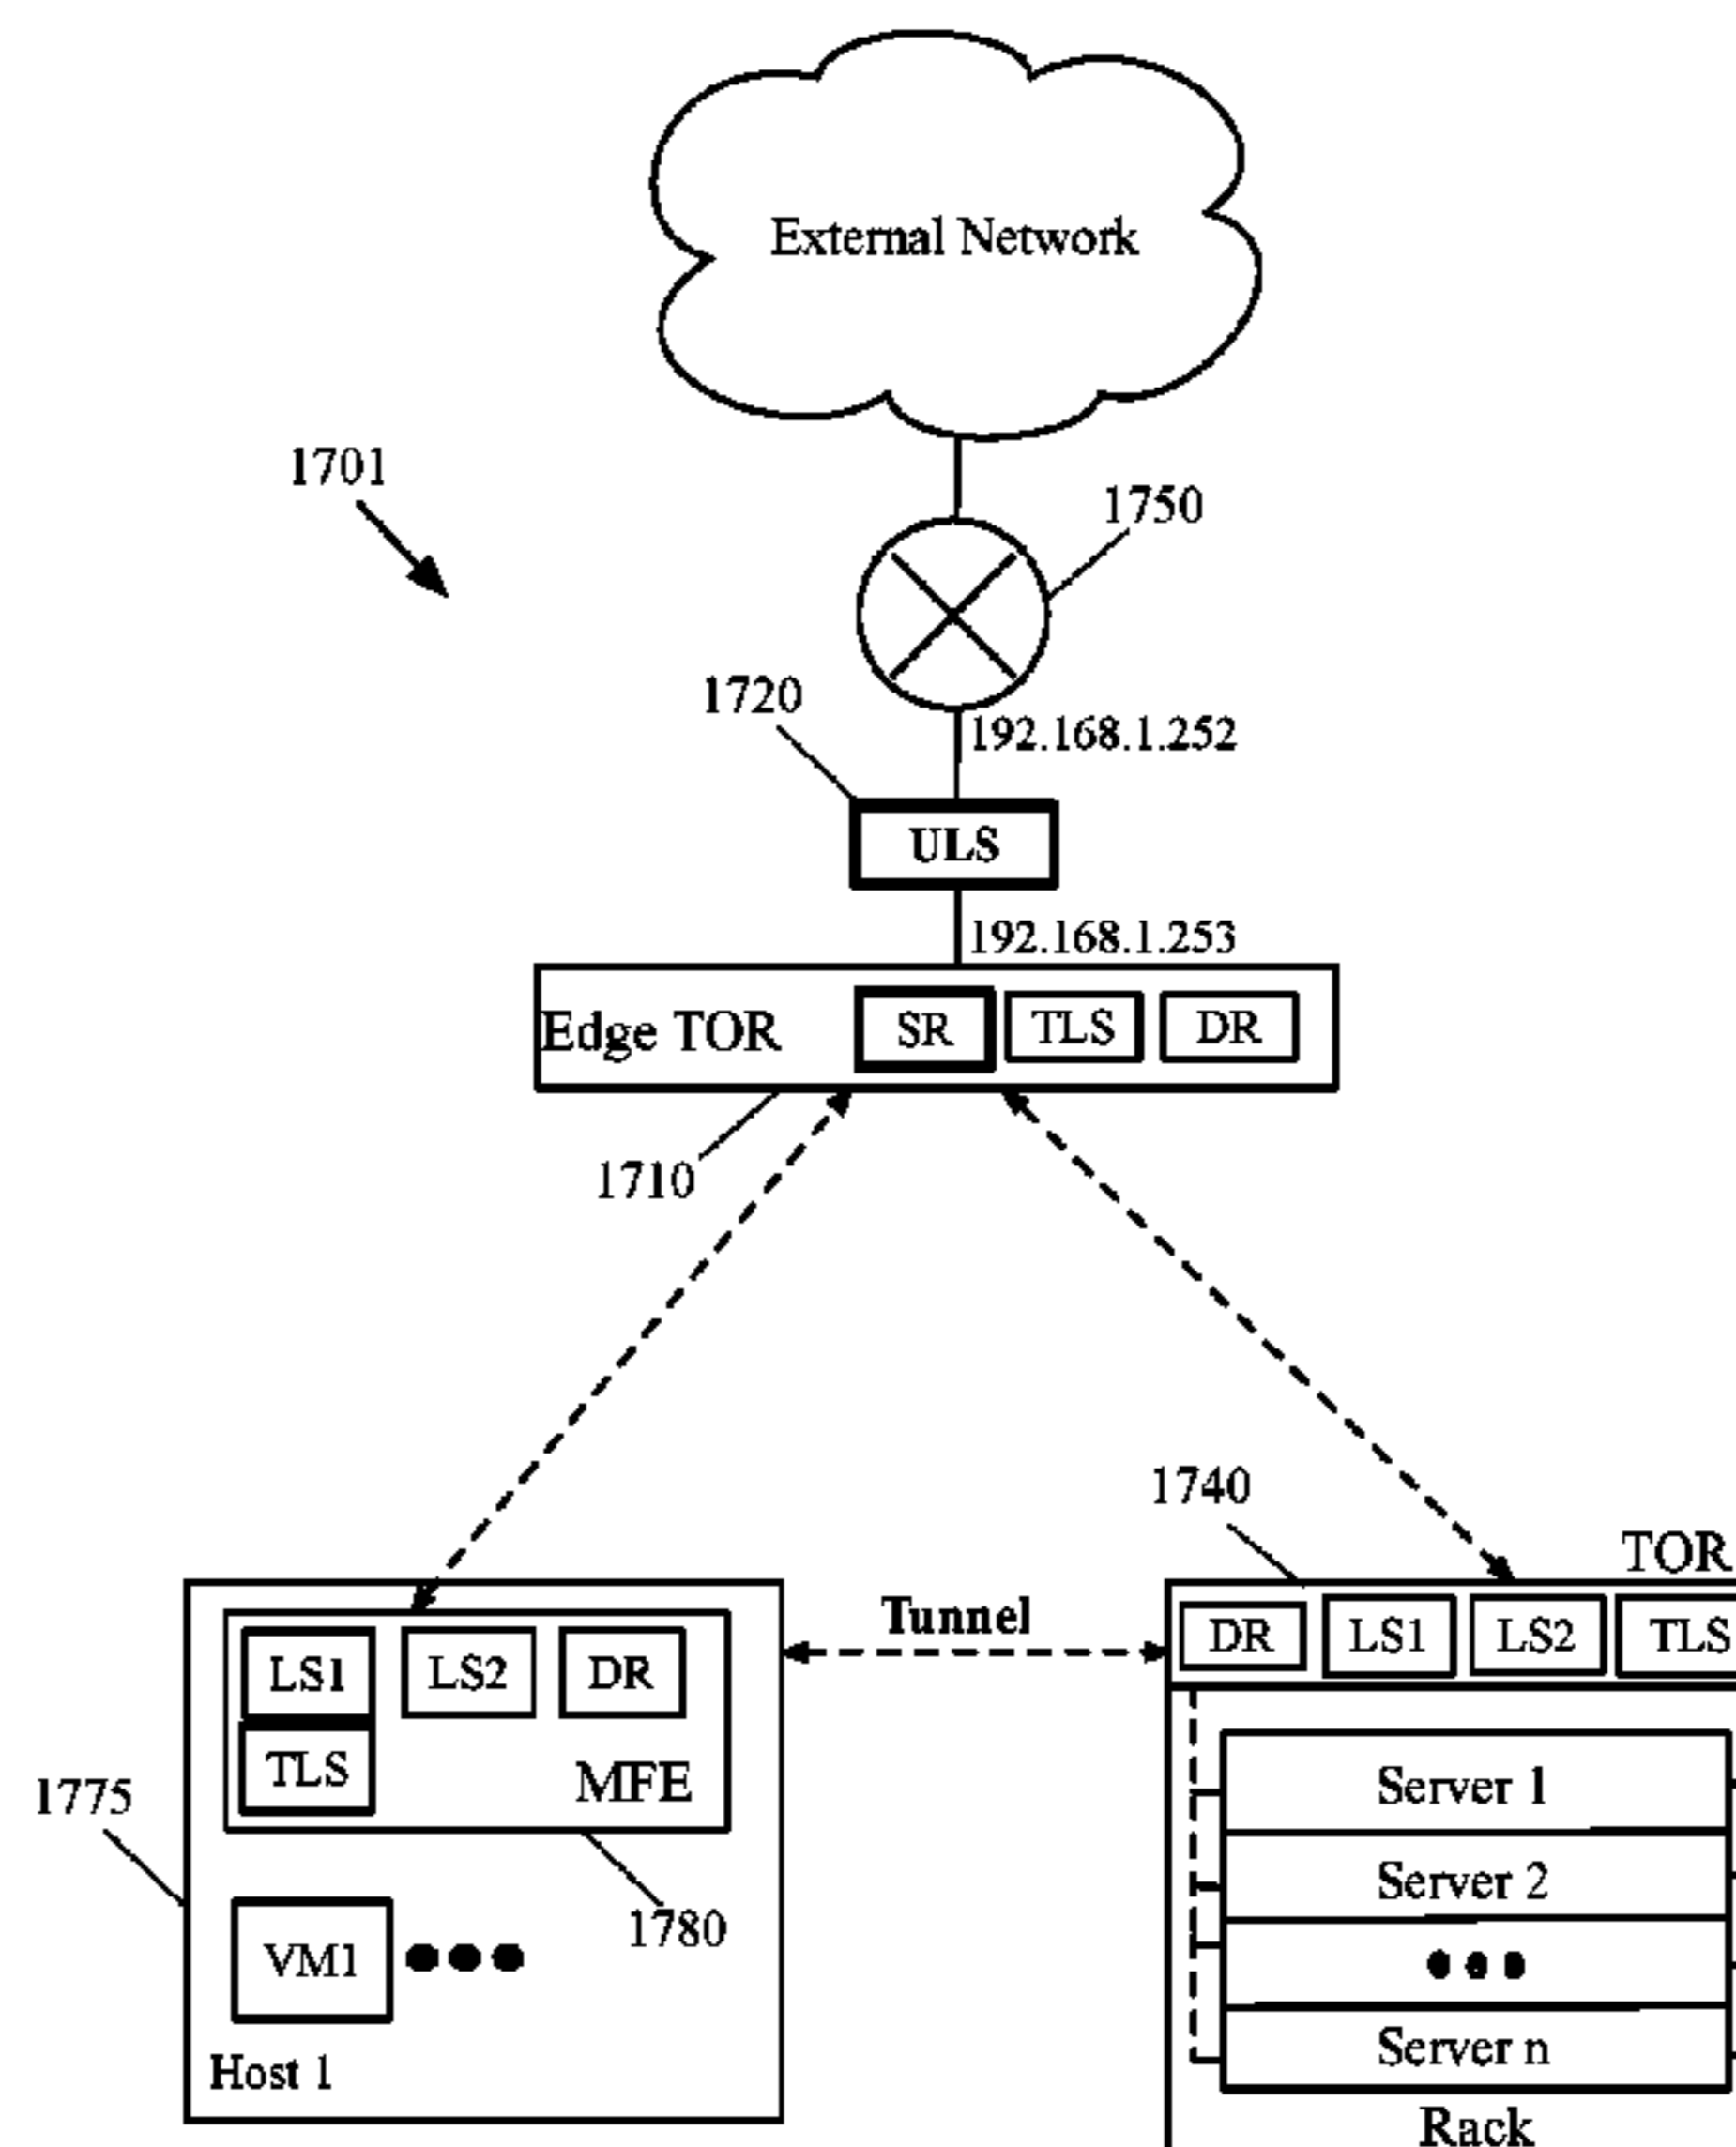 External Network
1701
1750
1720
192.168.1.252
ULS
192.168.1.253
Edge TOR
SR
TLS
DR
1710
1740
TOR
Tunnel
DR
LS1
LS2
TLS
LS1
LS2
DR
TLS
MFE
1775
1780
VM1
Host 1
Server 1
Server 2
Server n
Rack